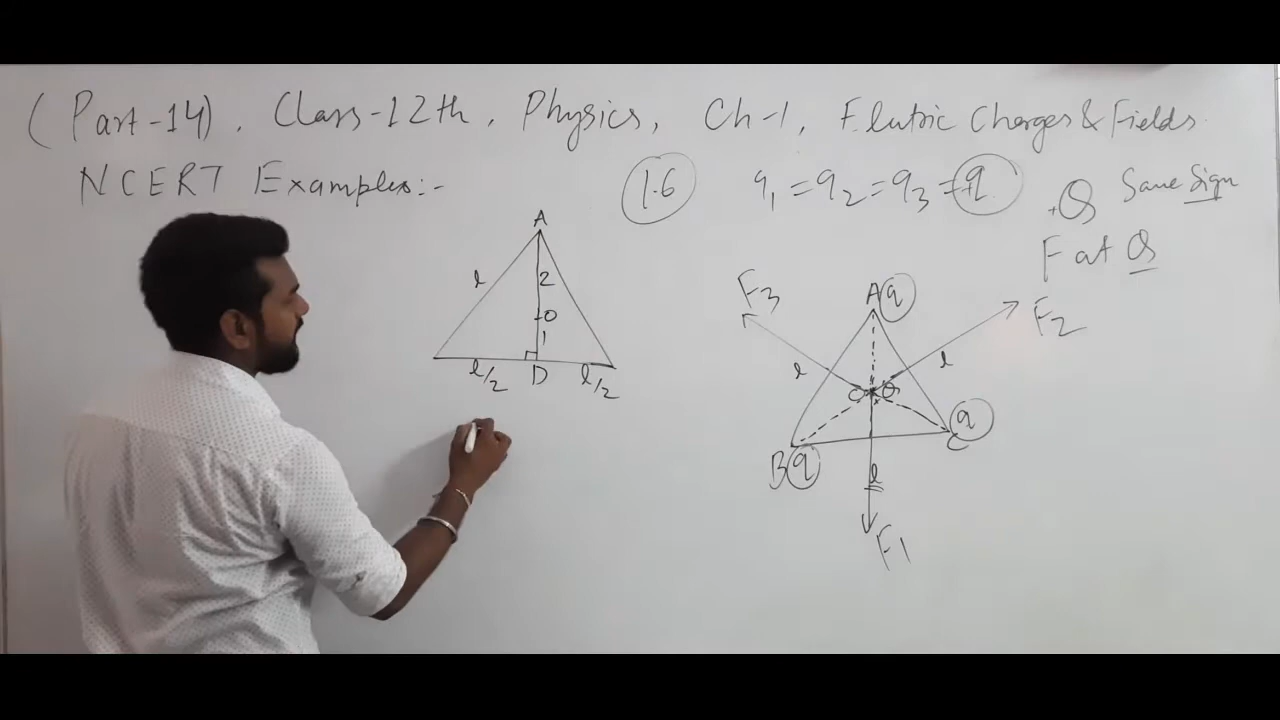 (Part-14), Class-12th, Physics, Ch-1, Electric Charges & Fields.
NCERT Examples:-
1.6
q1 = q2 = q3 = q
+Q Same Sign
F at Q
A
l
2
O
1
l/2 D l/2
F3
A q
F2
l
l
O Q
B q
q
C
l
F1